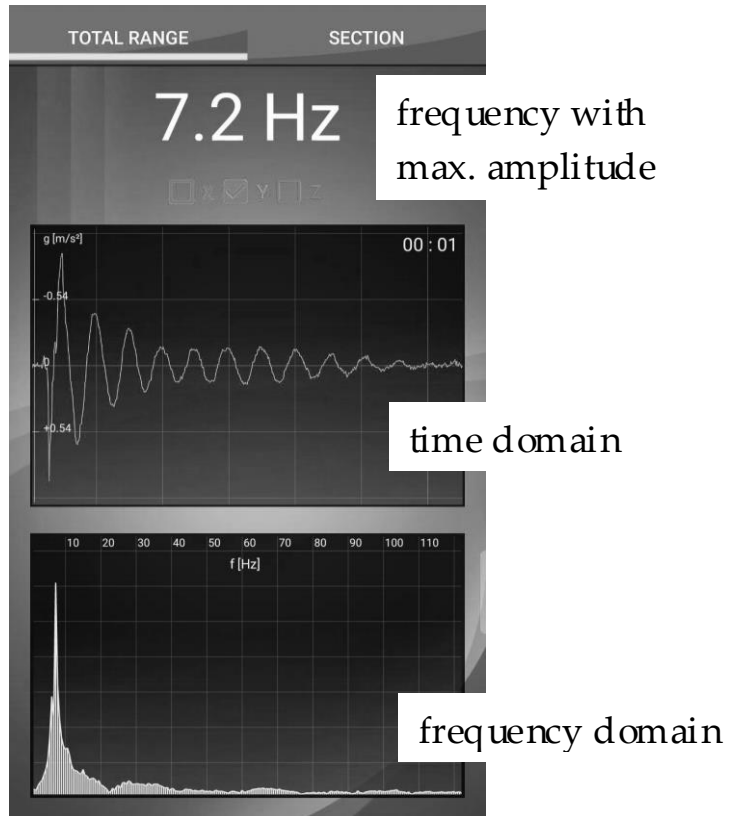 TOTAL RANGE SECTION
7.2 Hz
frequency with
max. amplitude
X Y Z
g [m/s²]
00 : 01
-0.54
0
+0.54
time domain
10 20 30 40 50 60 70 80 90 100 110
f [Hz]
frequency domain